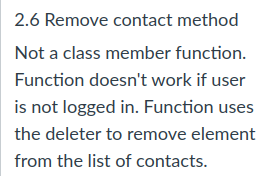 2.6 Remove contact method
Not a class member function.
Function doesn't work if user
is not logged in. Function uses
the deleter to remove element
from the list of contacts.